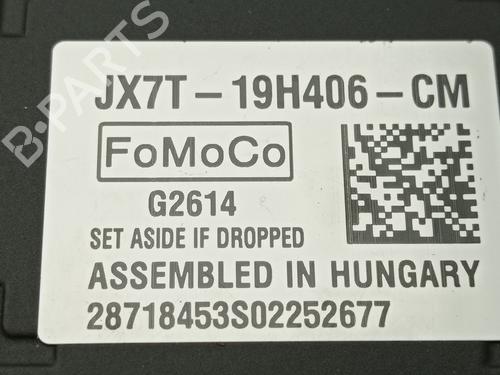 JX7T-19H406-CM
FoMoCo
G2614
SET ASIDE IF DROPPED
ASSEMBLED IN HUNGARY
28718453S02252677
B-PARTS